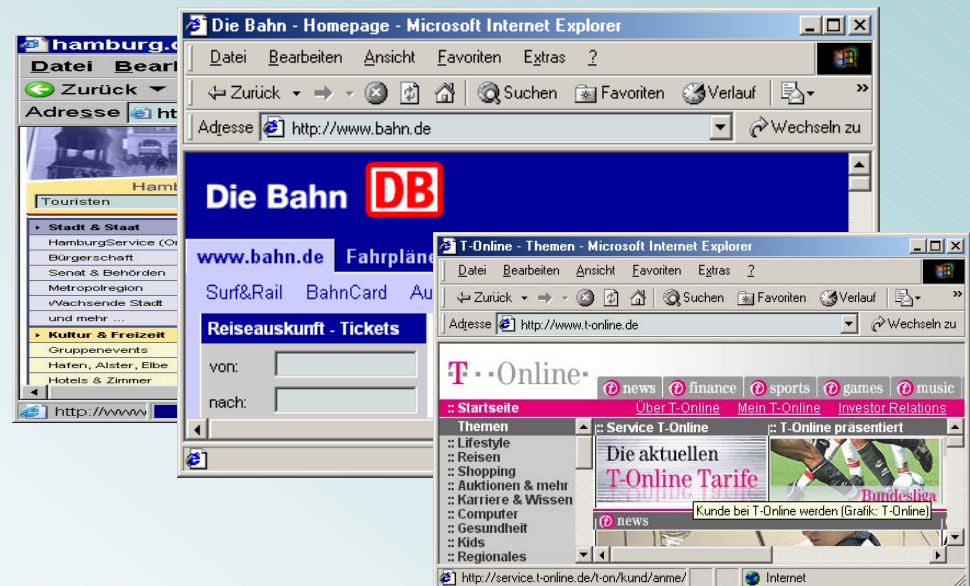 hamburg.
Datei Bear
Zurück
Adresse ht
Hamb
Touristen
Stadt & Staat
HamburgService (O
Bürgerschaft
Senat & Behörden
Metropolregion
Wachsende Stadt
und mehr ...
Kultur & Freizeit
Gruppenevents
Hafen, Alster, Elbe
Hotels & Zimmer
http://www
Die Bahn - Homepage - Microsoft Internet Explorer
Datei Bearbeiten Ansicht Favoriten Extras ?
Zurück Suchen Favoriten Verlauf »
Adresse http://www.bahn.de Wechseln zu
Die Bahn DB
www.bahn.de Fahrpläne
Surf&Rail BahnCard Au
Reiseauskunft - Tickets
von:
nach:
T-Online - Themen - Microsoft Internet Explorer
Datei Bearbeiten Ansicht Favoriten Extras ?
Zurück Suchen Favoriten Verlauf »
Adresse http://www.t-online.de Wechseln zu
T··Online·
news finance sports games music
:: Startseite Über T-Online Mein T-Online Investor Relations
Themen :: Service T-Online :: T-Online präsentiert
:: Lifestyle
:: Reisen
:: Shopping
:: Auktionen & mehr
:: Karriere & Wissen
:: Computer
:: Gesundheit
:: Kids
:: Regionales
Die aktuellen
T-Online Tarife
Bundesliga
Kunde bei T-Online werden (Grafik: T-Online)
news
http://service.t-online.de/t-on/kund/anme/ Internet